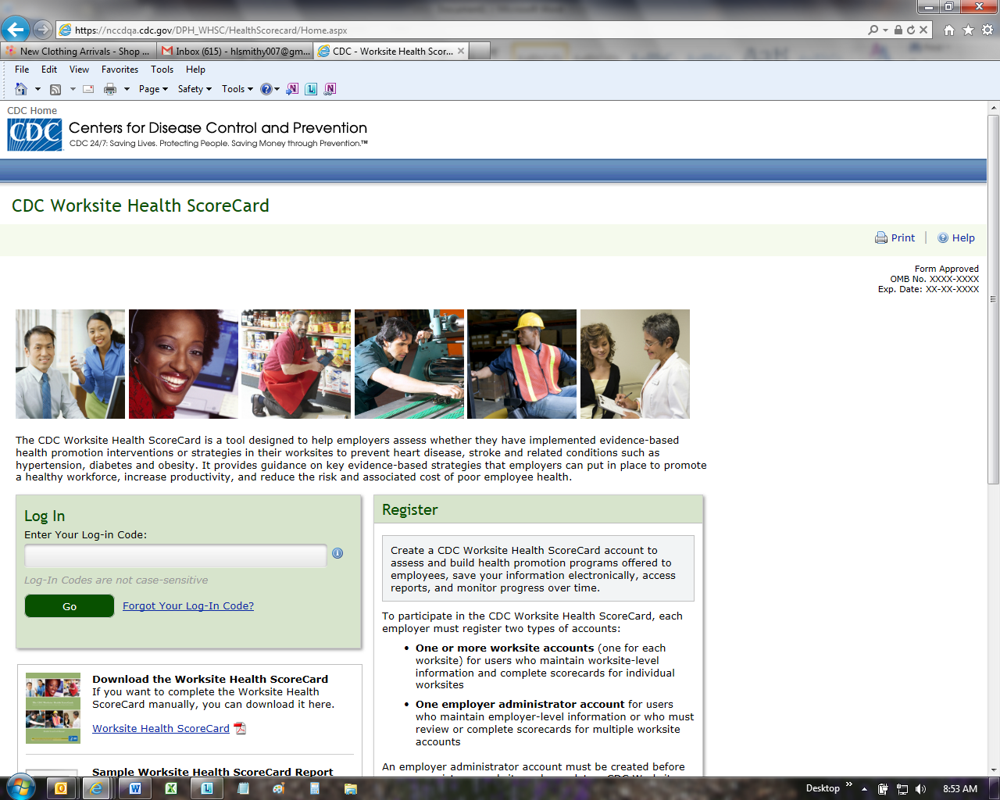 https://nccdqa.cdc.gov/DPH_WHSC/HealthScorecard/Home.aspx
New Clothing Arrivals - Shop ...
Inbox (615) - hlsmithy007@gm...
CDC - Worksite Health Scor...
File Edit View Favorites Tools Help
Page Safety Tools
CDC Home
CDC
Centers for Disease Control and Prevention
CDC 24/7: Saving Lives. Protecting People. Saving Money through Prevention.™
CDC Worksite Health ScoreCard
Print | Help
Form Approved
OMB No. XXXX-XXXX
Exp. Date: XX-XX-XXXX
The CDC Worksite Health ScoreCard is a tool designed to help employers assess whether they have implemented evidence-based
health promotion interventions or strategies in their worksites to prevent heart disease, stroke and related conditions such as
hypertension, diabetes and obesity. It provides guidance on key evidence-based strategies that employers can put in place to promote
a healthy workforce, increase productivity, and reduce the risk and associated cost of poor employee health.
Log In
Enter Your Log-in Code:
Log-In Codes are not case-sensitive
Go
Forgot Your Log-In Code?
Download the Worksite Health ScoreCard
If you want to complete the Worksite Health
ScoreCard manually, you can download it here.
Worksite Health ScoreCard
Sample Worksite Health ScoreCard Report
Register
Create a CDC Worksite Health ScoreCard account to
assess and build health promotion programs offered to
employees, save your information electronically, access
reports, and monitor progress over time.
To participate in the CDC Worksite Health ScoreCard, each
employer must register two types of accounts:
• One or more worksite accounts (one for each
worksite) for users who maintain worksite-level
information and complete scorecards for individual
worksites
• One employer administrator account for users
who maintain employer-level information or who must
review or complete scorecards for multiple worksite
accounts
An employer administrator account must be created before
Desktop
8:53 AM